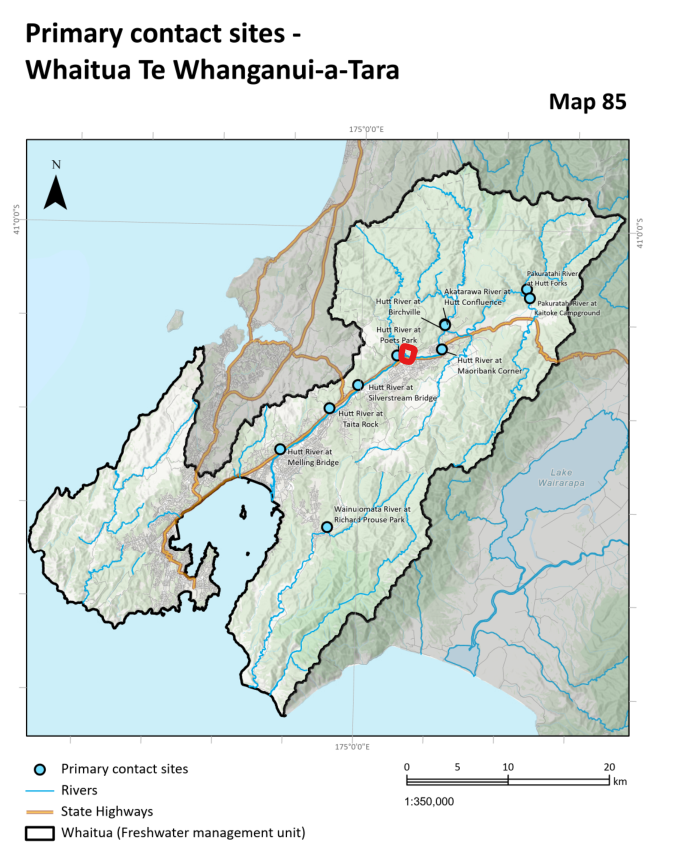 Primary contact sites -
Whaitua Te Whanganui-a-Tara
Map 85
175°0'0"E
N
41°0'0"S
41°0'0"S
Pakuratahi River
at Hutt Forks
Akatarawa River at
Hutt Confluence
Hutt River at
Birchville
Pakuratahi River at
Kaitoke Campground
Hutt River at
Poets Park
Hutt River at
Maoribank Corner
Hutt River at
Silverstream Bridge
Hutt River at
Taita Rock
Hutt River at
Melling Bridge
Lake
Wairarapa
Wainuiomata River at
Richard Prouse Park
175°0'0"E
Primary contact sites
Rivers
State Highways
Whaitua (Freshwater management unit)
0 5 10 20
km
1:350,000